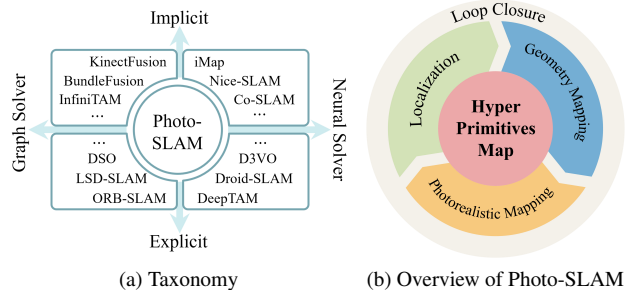 Implicit
KinectFusion
BundleFusion
InfiniTAM
...
iMap
Nice-SLAM
Co-SLAM
...
Graph Solver
Photo-
SLAM
Neural Solver
...
DSO
LSD-SLAM
ORB-SLAM
...
D3VO
Droid-SLAM
DeepTAM
Explicit
(a) Taxonomy
Loop Closure
Localization
Geometry Mapping
Hyper
Primitives
Map
Photorealistic Mapping
(b) Overview of Photo-SLAM